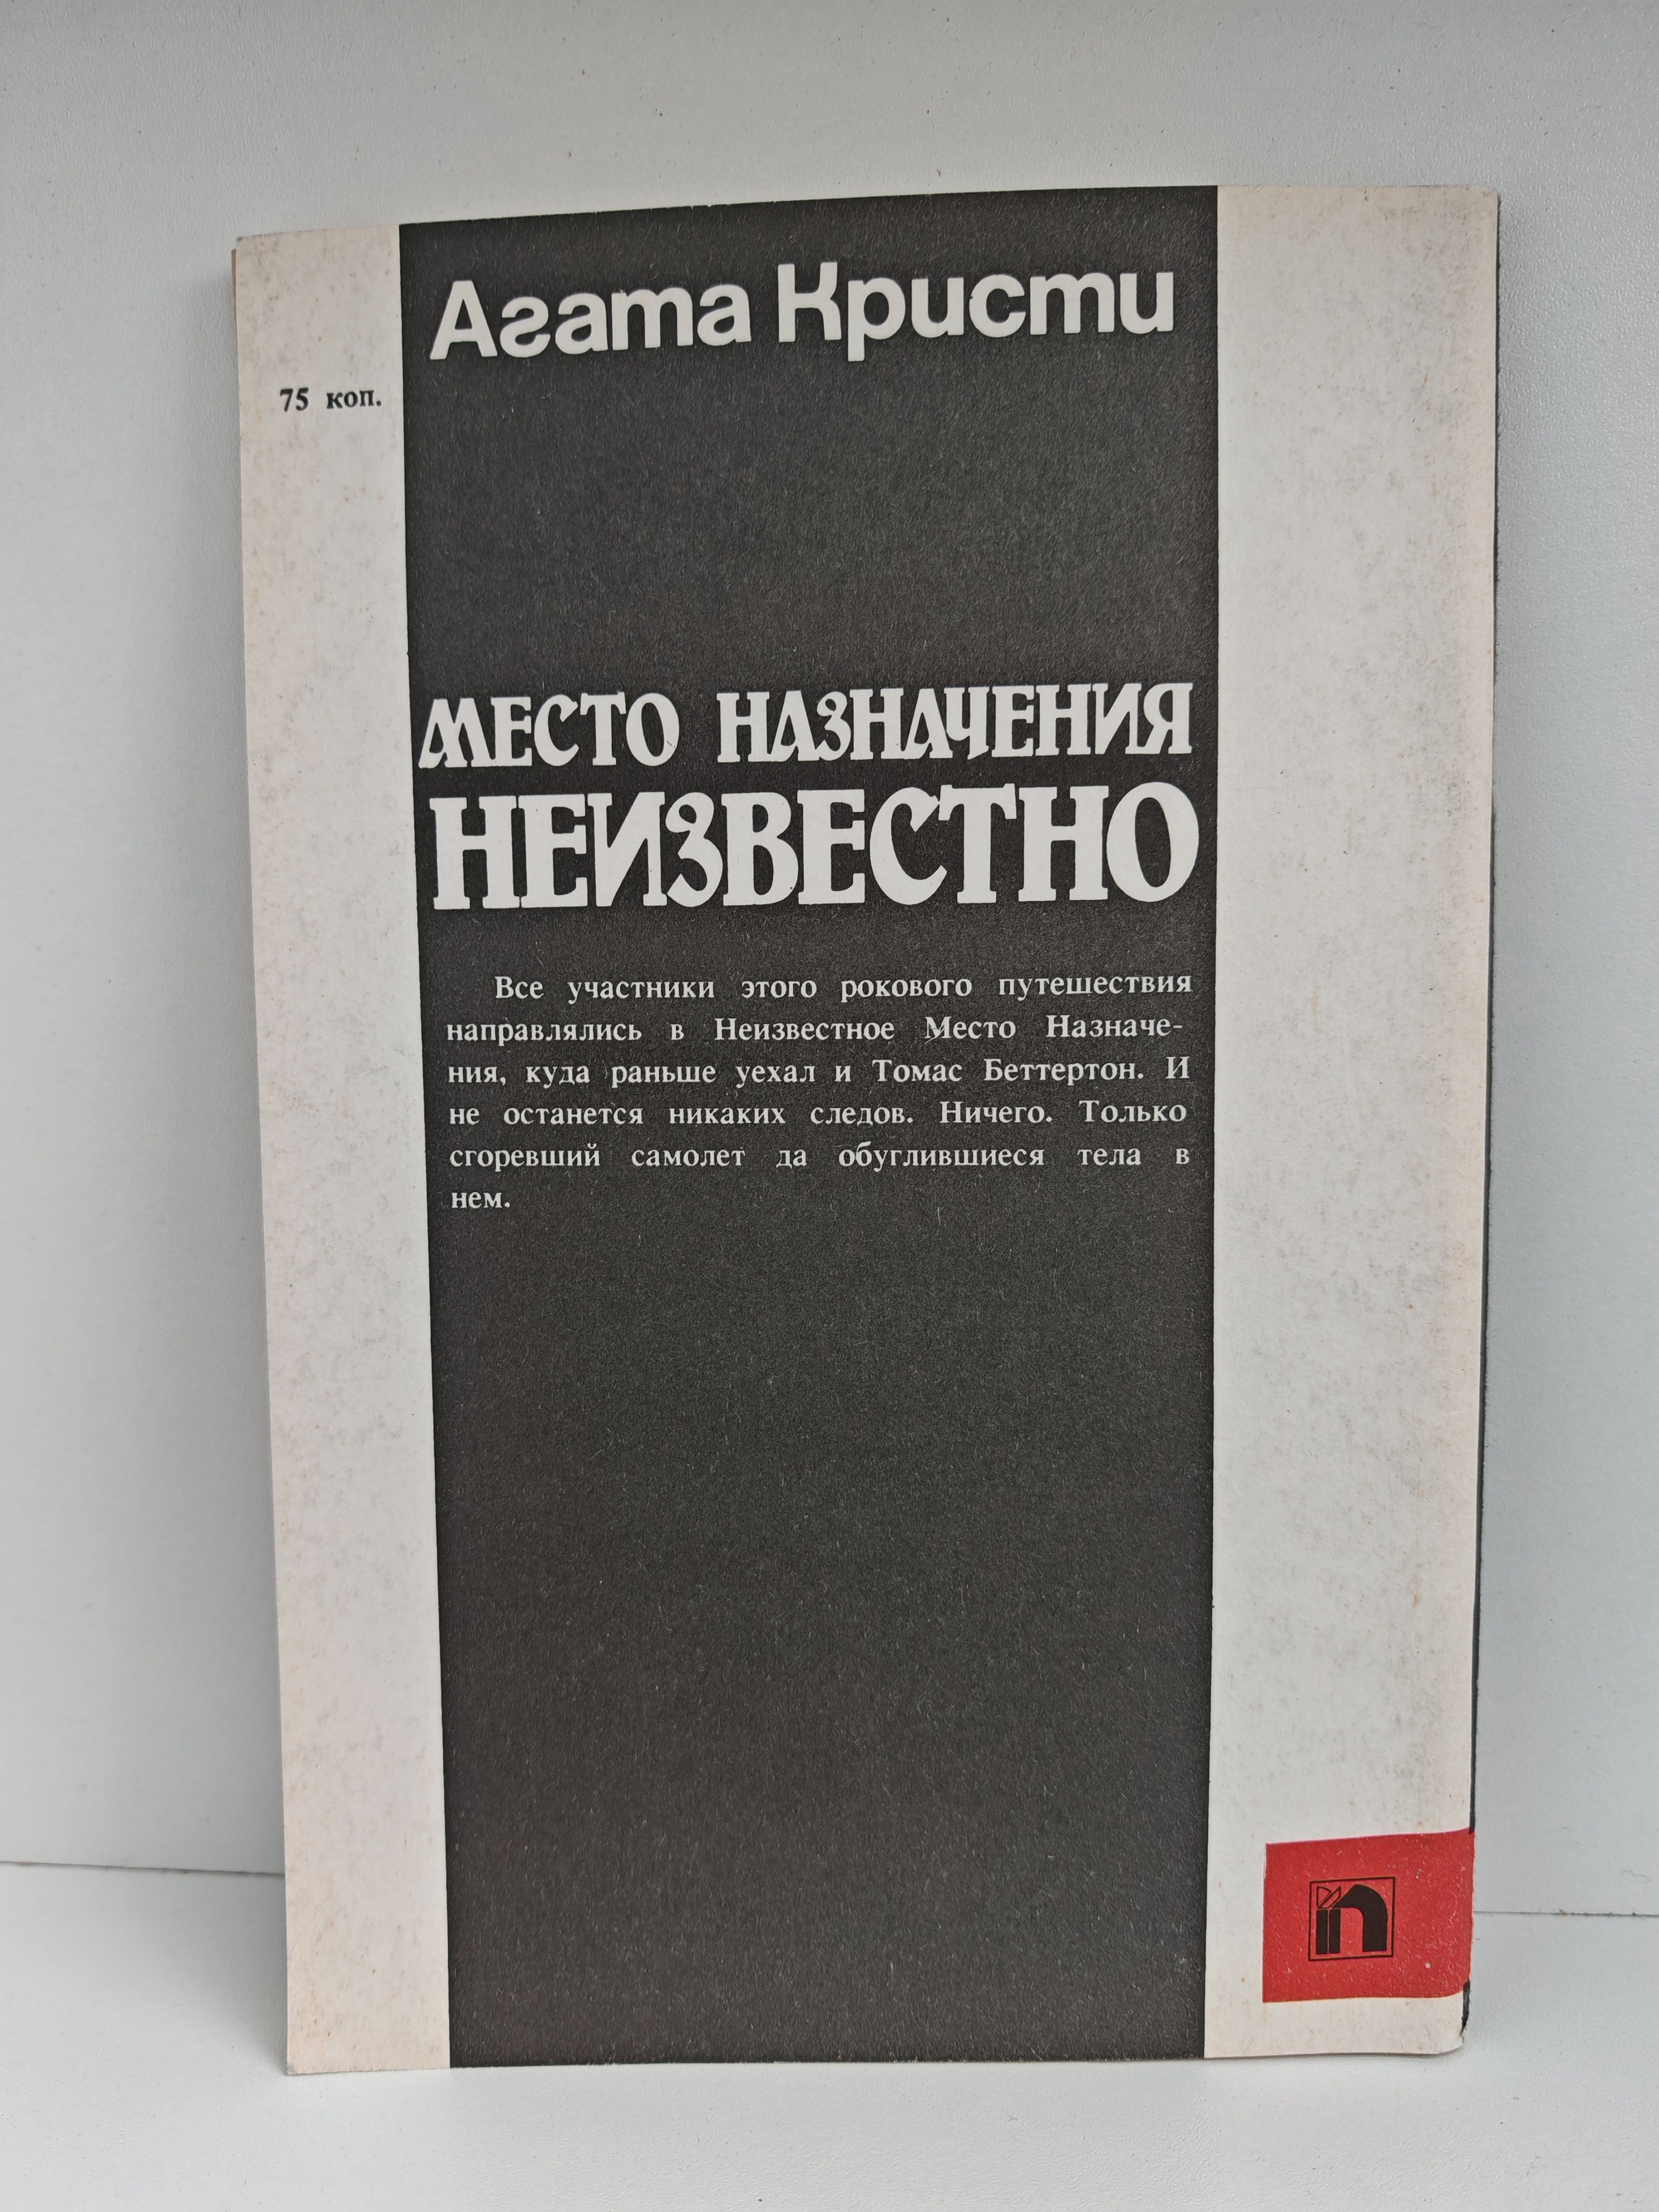 Агата Кристи
75 коп.
МЕСТО НАЗНАЧЕНИЯ
НЕИЗВЕСТНО
Все участники этого рокового путешествия
направлялись в Неизвестное Место Назначе-
ния, куда раньше уехал и Томас Беттертон. И
не останется никаких следов. Ничего. Только
сгоревший самолет да обуглившиеся тела в
нем.